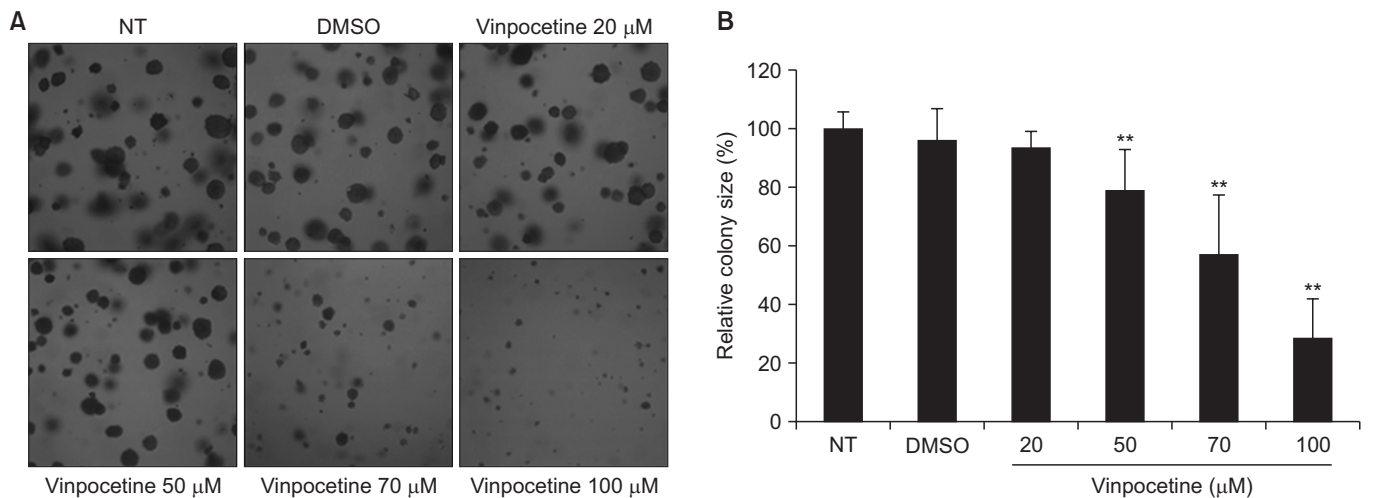 A
NT DMSO Vinpocetine 20 μM
Vinpocetine 50 μM Vinpocetine 70 μM Vinpocetine 100 μM
B
Relative colony size (%)
120
100
80
60
40
20
0
**
**
**
NT DMSO 20 50 70 100
Vinpocetine (μM)